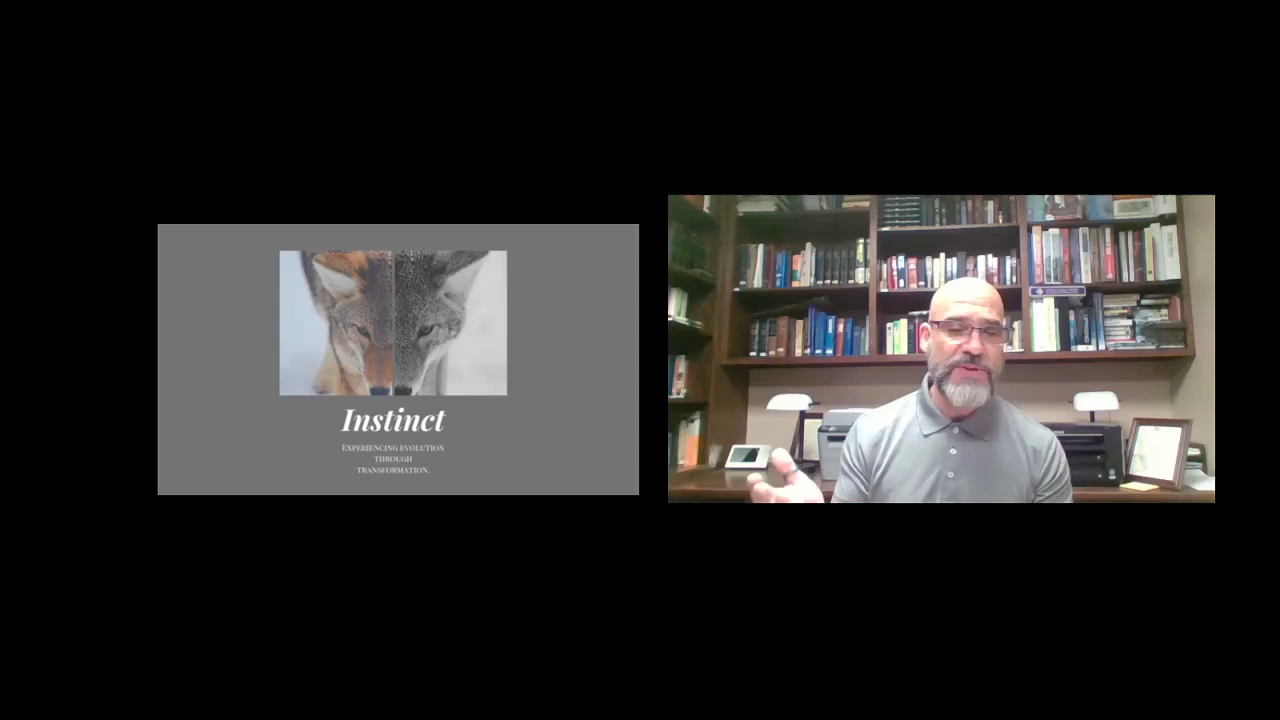 Instinct
Experiencing evolution
through
transformation.